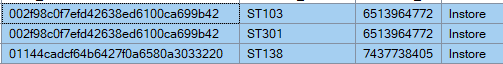 002f98c0f7efd42638ed6100ca699b42 ST103 6513964772 Instore
002f98c0f7efd42638ed6100ca699b42 ST301 6513964772 Instore
01144cadcf64b6427f0a6580a3033220 ST138 7437738405 Instore